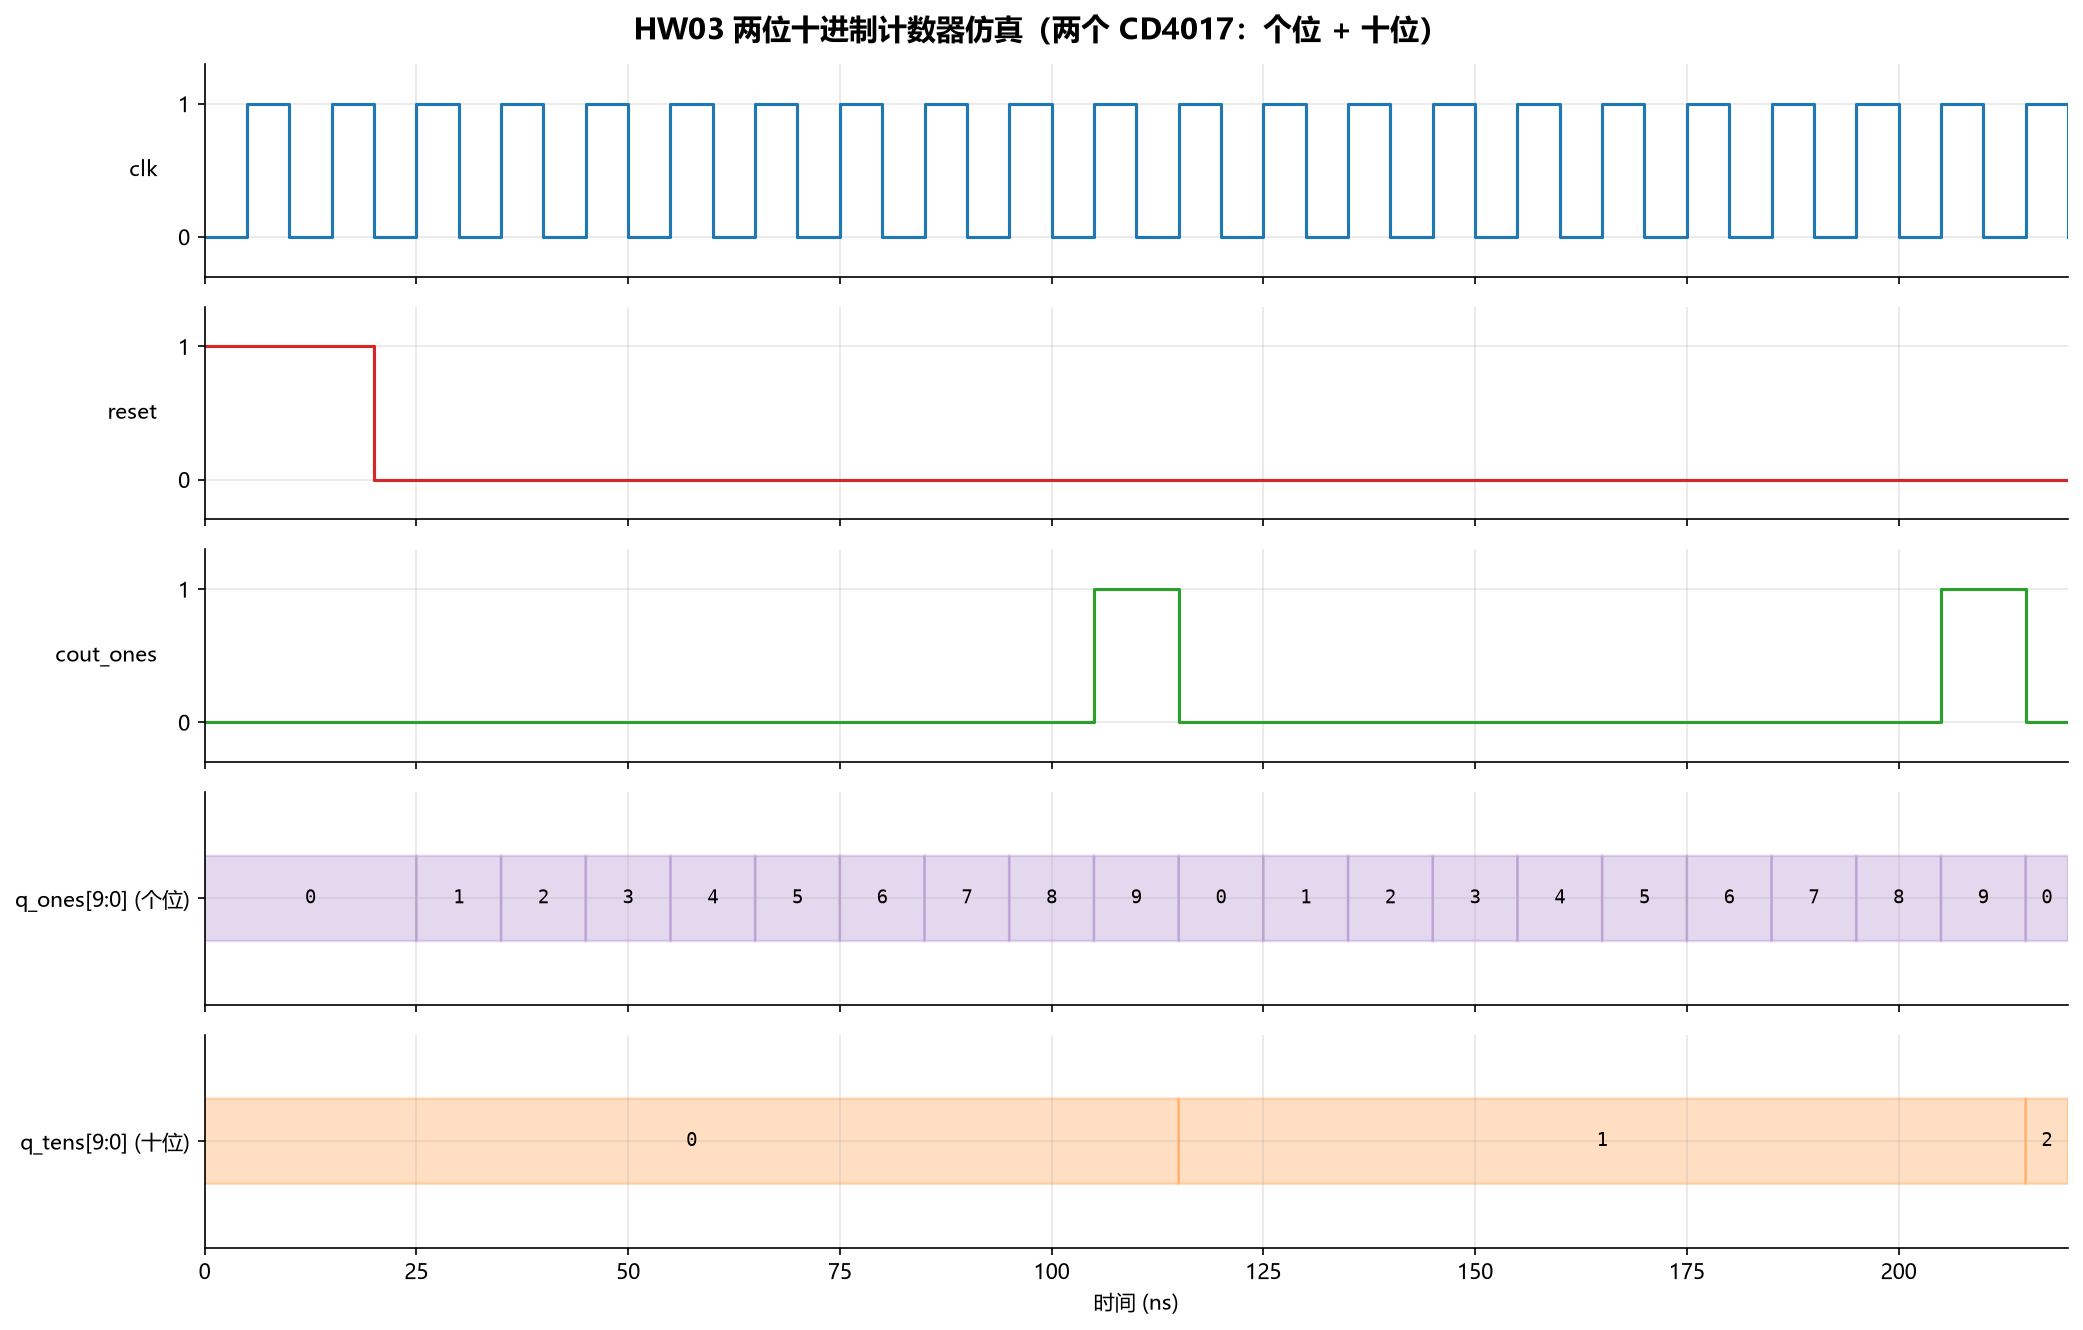 HW03 两位十进制计数器仿真（两个 CD4017：个位 + 十位）
1
clk
0
1
reset
0
1
cout_ones
0
q_ones[9:0] (个位)
0 1 2 3 4 5 6 7 8 9 0 1 2 3 4 5 6 7 8 9 0
q_tens[9:0] (十位)
0 1 2
0 25 50 75 100 125 150 175 200
时间 (ns)